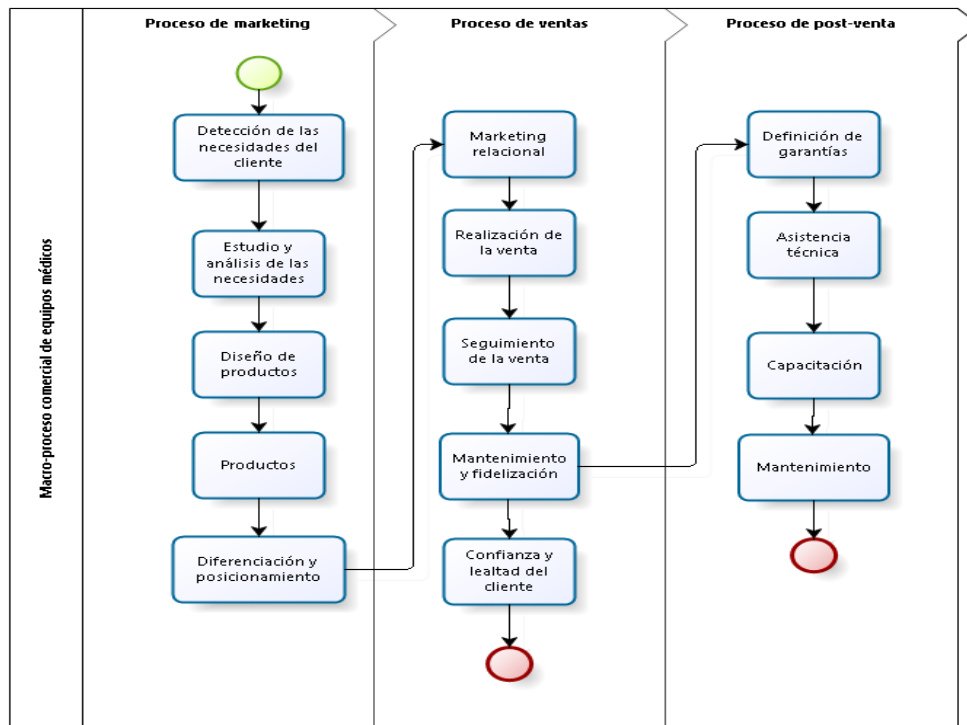 Proceso de marketing
Proceso de ventas
Proceso de post-venta
Macro-proceso comercial de equipos médicos
Detección de las
necesidades del
cliente
Estudio y
análisis de las
necesidades
Diseño de
productos
Productos
Diferenciación y
posicionamiento
Marketing
relacional
Realización de
la venta
Seguimiento
de la venta
Mantenimiento
y fidelización
Confianza y
lealtad del
cliente
Definición de
garantías
Asistencia
técnica
Capacitación
Mantenimiento